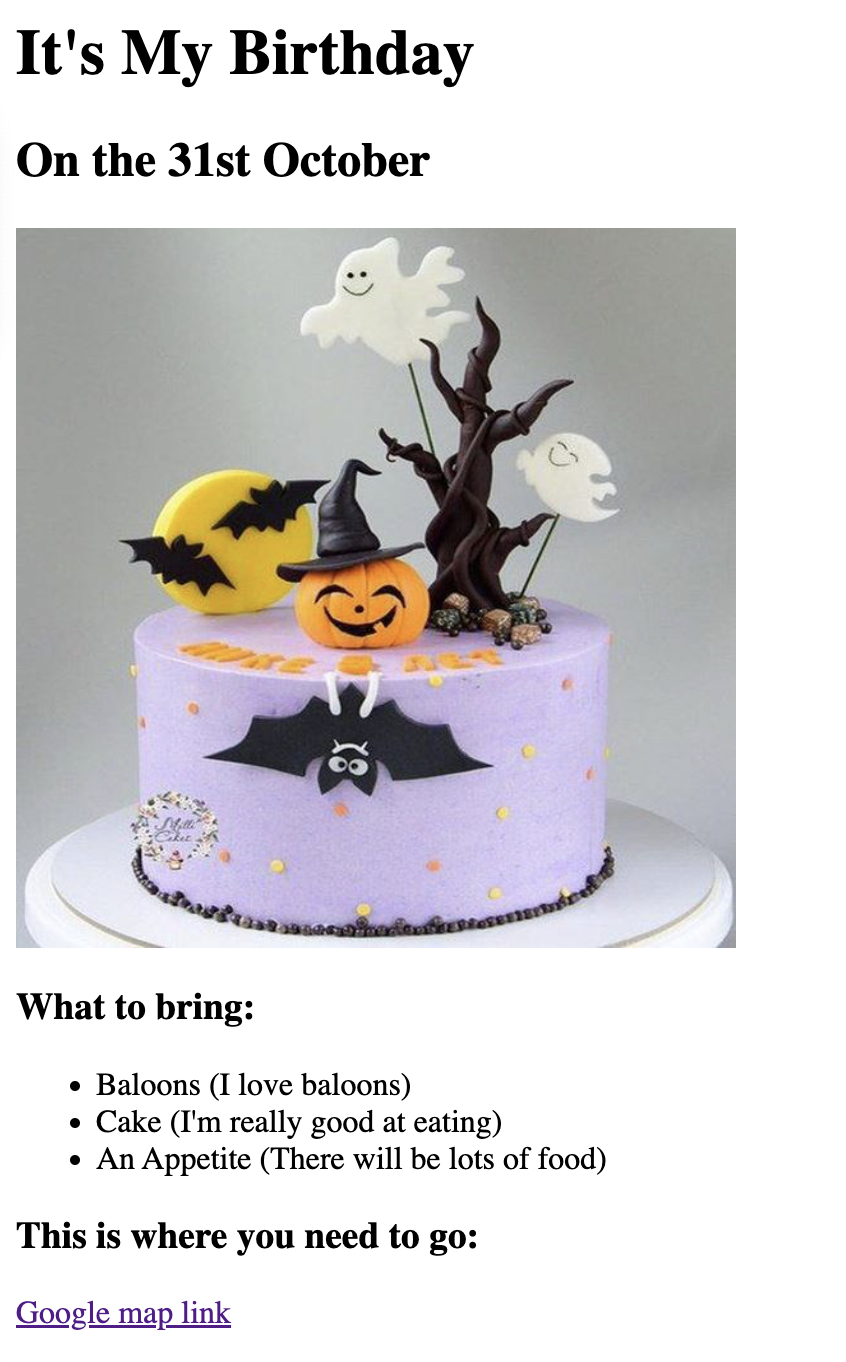 It's My Birthday
On the 31st October
Cakes
What to bring:
Baloons (I love baloons)
Cake (I'm really good at eating)
An Appetite (There will be lots of food)
This is where you need to go:
Google map link